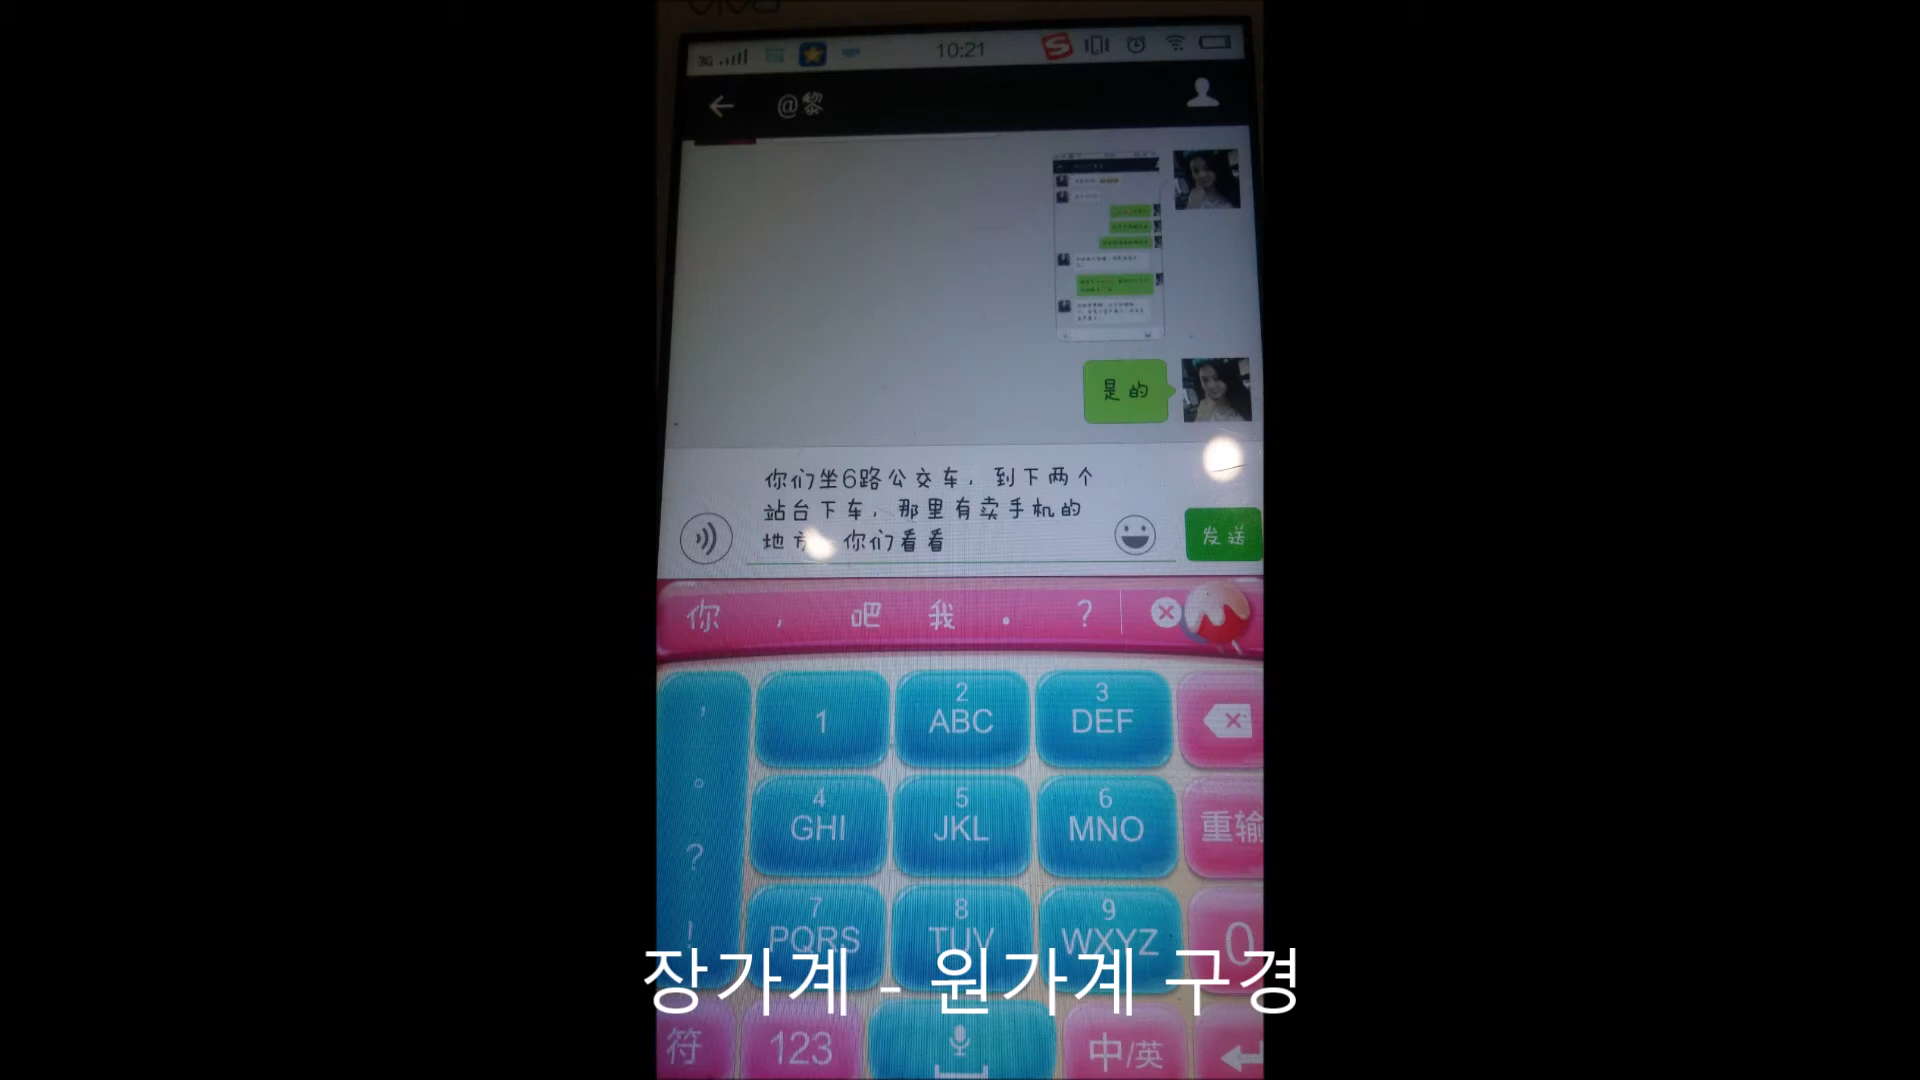 10:21
@黎
是的
你们坐6路公交车，到下两个
站台下车，那里有卖手机的
地方 你们看看
发送
你 ， 吧 我 。 ？
， 。 ? !
1
2
ABC
3
DEF
4
GHI
5
JKL
6
MNO
重输
7
PQRS
8
TUV
9
WXYZ
0
장가계 - 원가계 구경
符
123
中/英